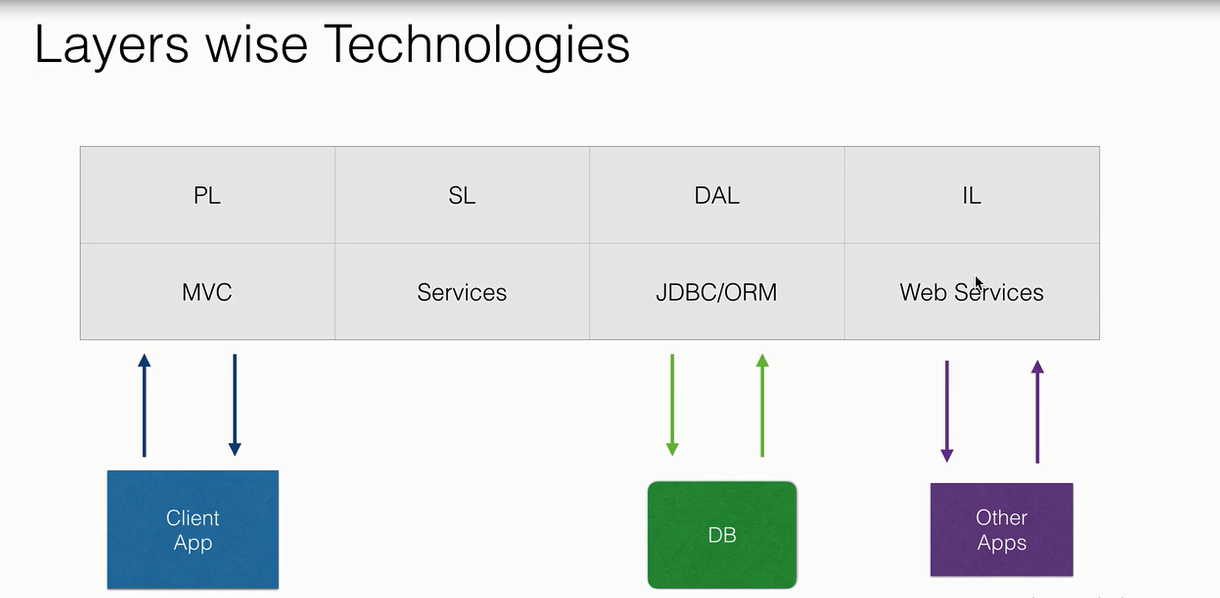 Layers wise Technologies
PL SL DAL IL
MVC Services JDBC/ORM Web Services
Client
App
DB
Other
Apps